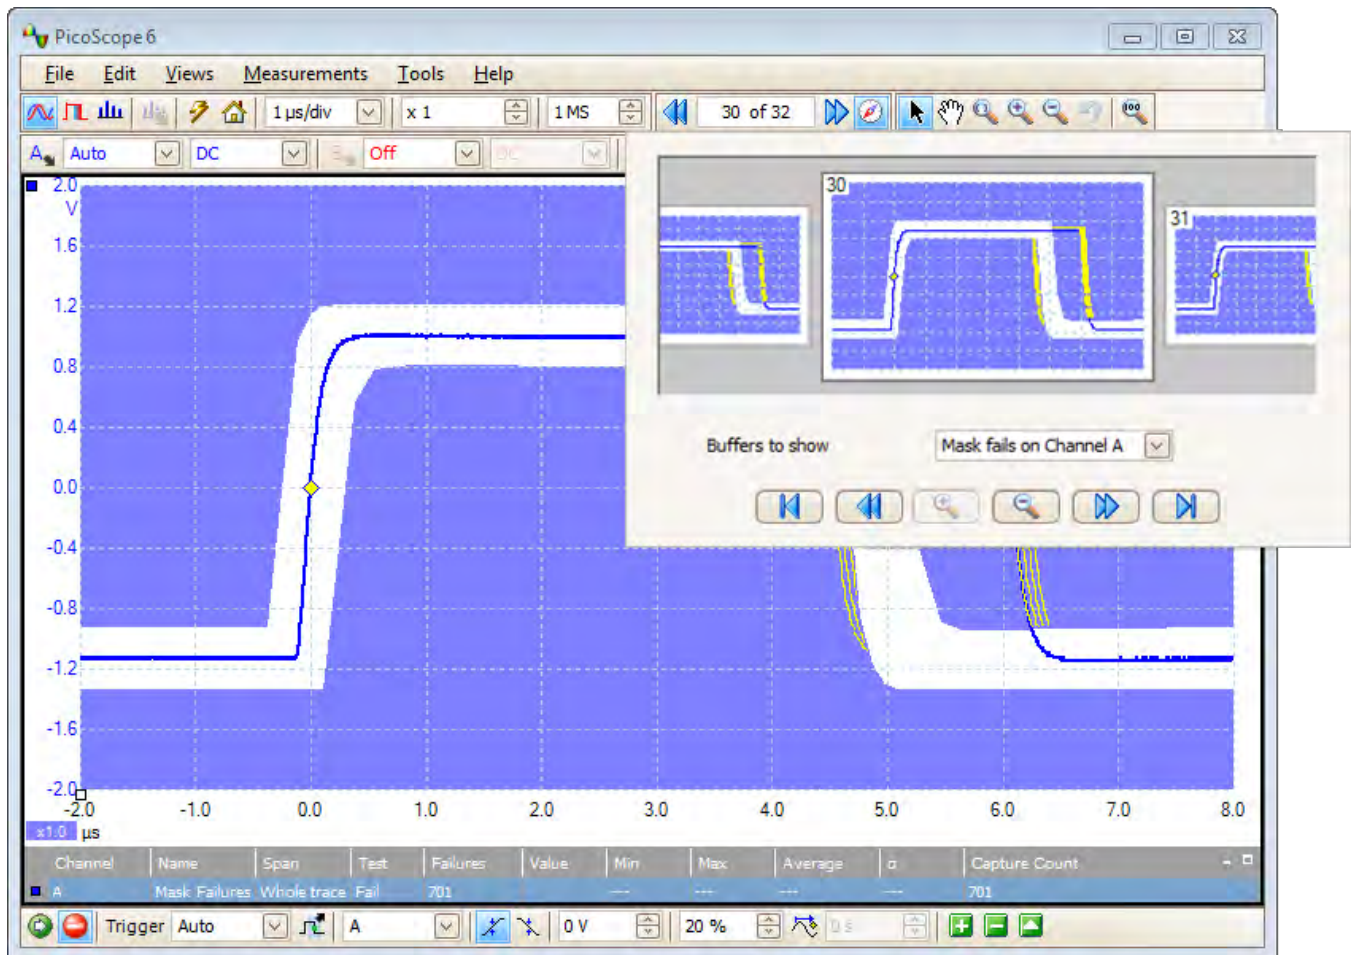 PicoScope 6
File Edit Views Measurements Tools Help
1 µs/div x 1 1 MS 30 of 32
A Auto DC B Off DC
30
31
Buffers to show Mask fails on Channel A
2.0
V
1.6
1.2
0.8
0.4
0.0
-0.4
-0.8
-1.2
-1.6
-2.0
-2.0 -1.0 0.0 1.0 2.0 3.0 4.0 5.0 6.0 7.0 8.0
x1.0 µs
Channel Name Span Test Failures Value Min Max Average σ Capture Count
A Mask Failures Whole trace Fail 701 --- --- --- --- 701
Trigger Auto A 0 V 20 % 0 s